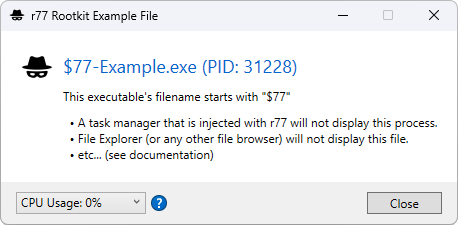 r77 Rootkit Example File
$77-Example.exe (PID: 31228)
This executable's filename starts with "$77"
• A task manager that is injected with r77 will not display this process.
• File Explorer (or any other file browser) will not display this file.
• etc... (see documentation)
CPU Usage: 0%
?
Close